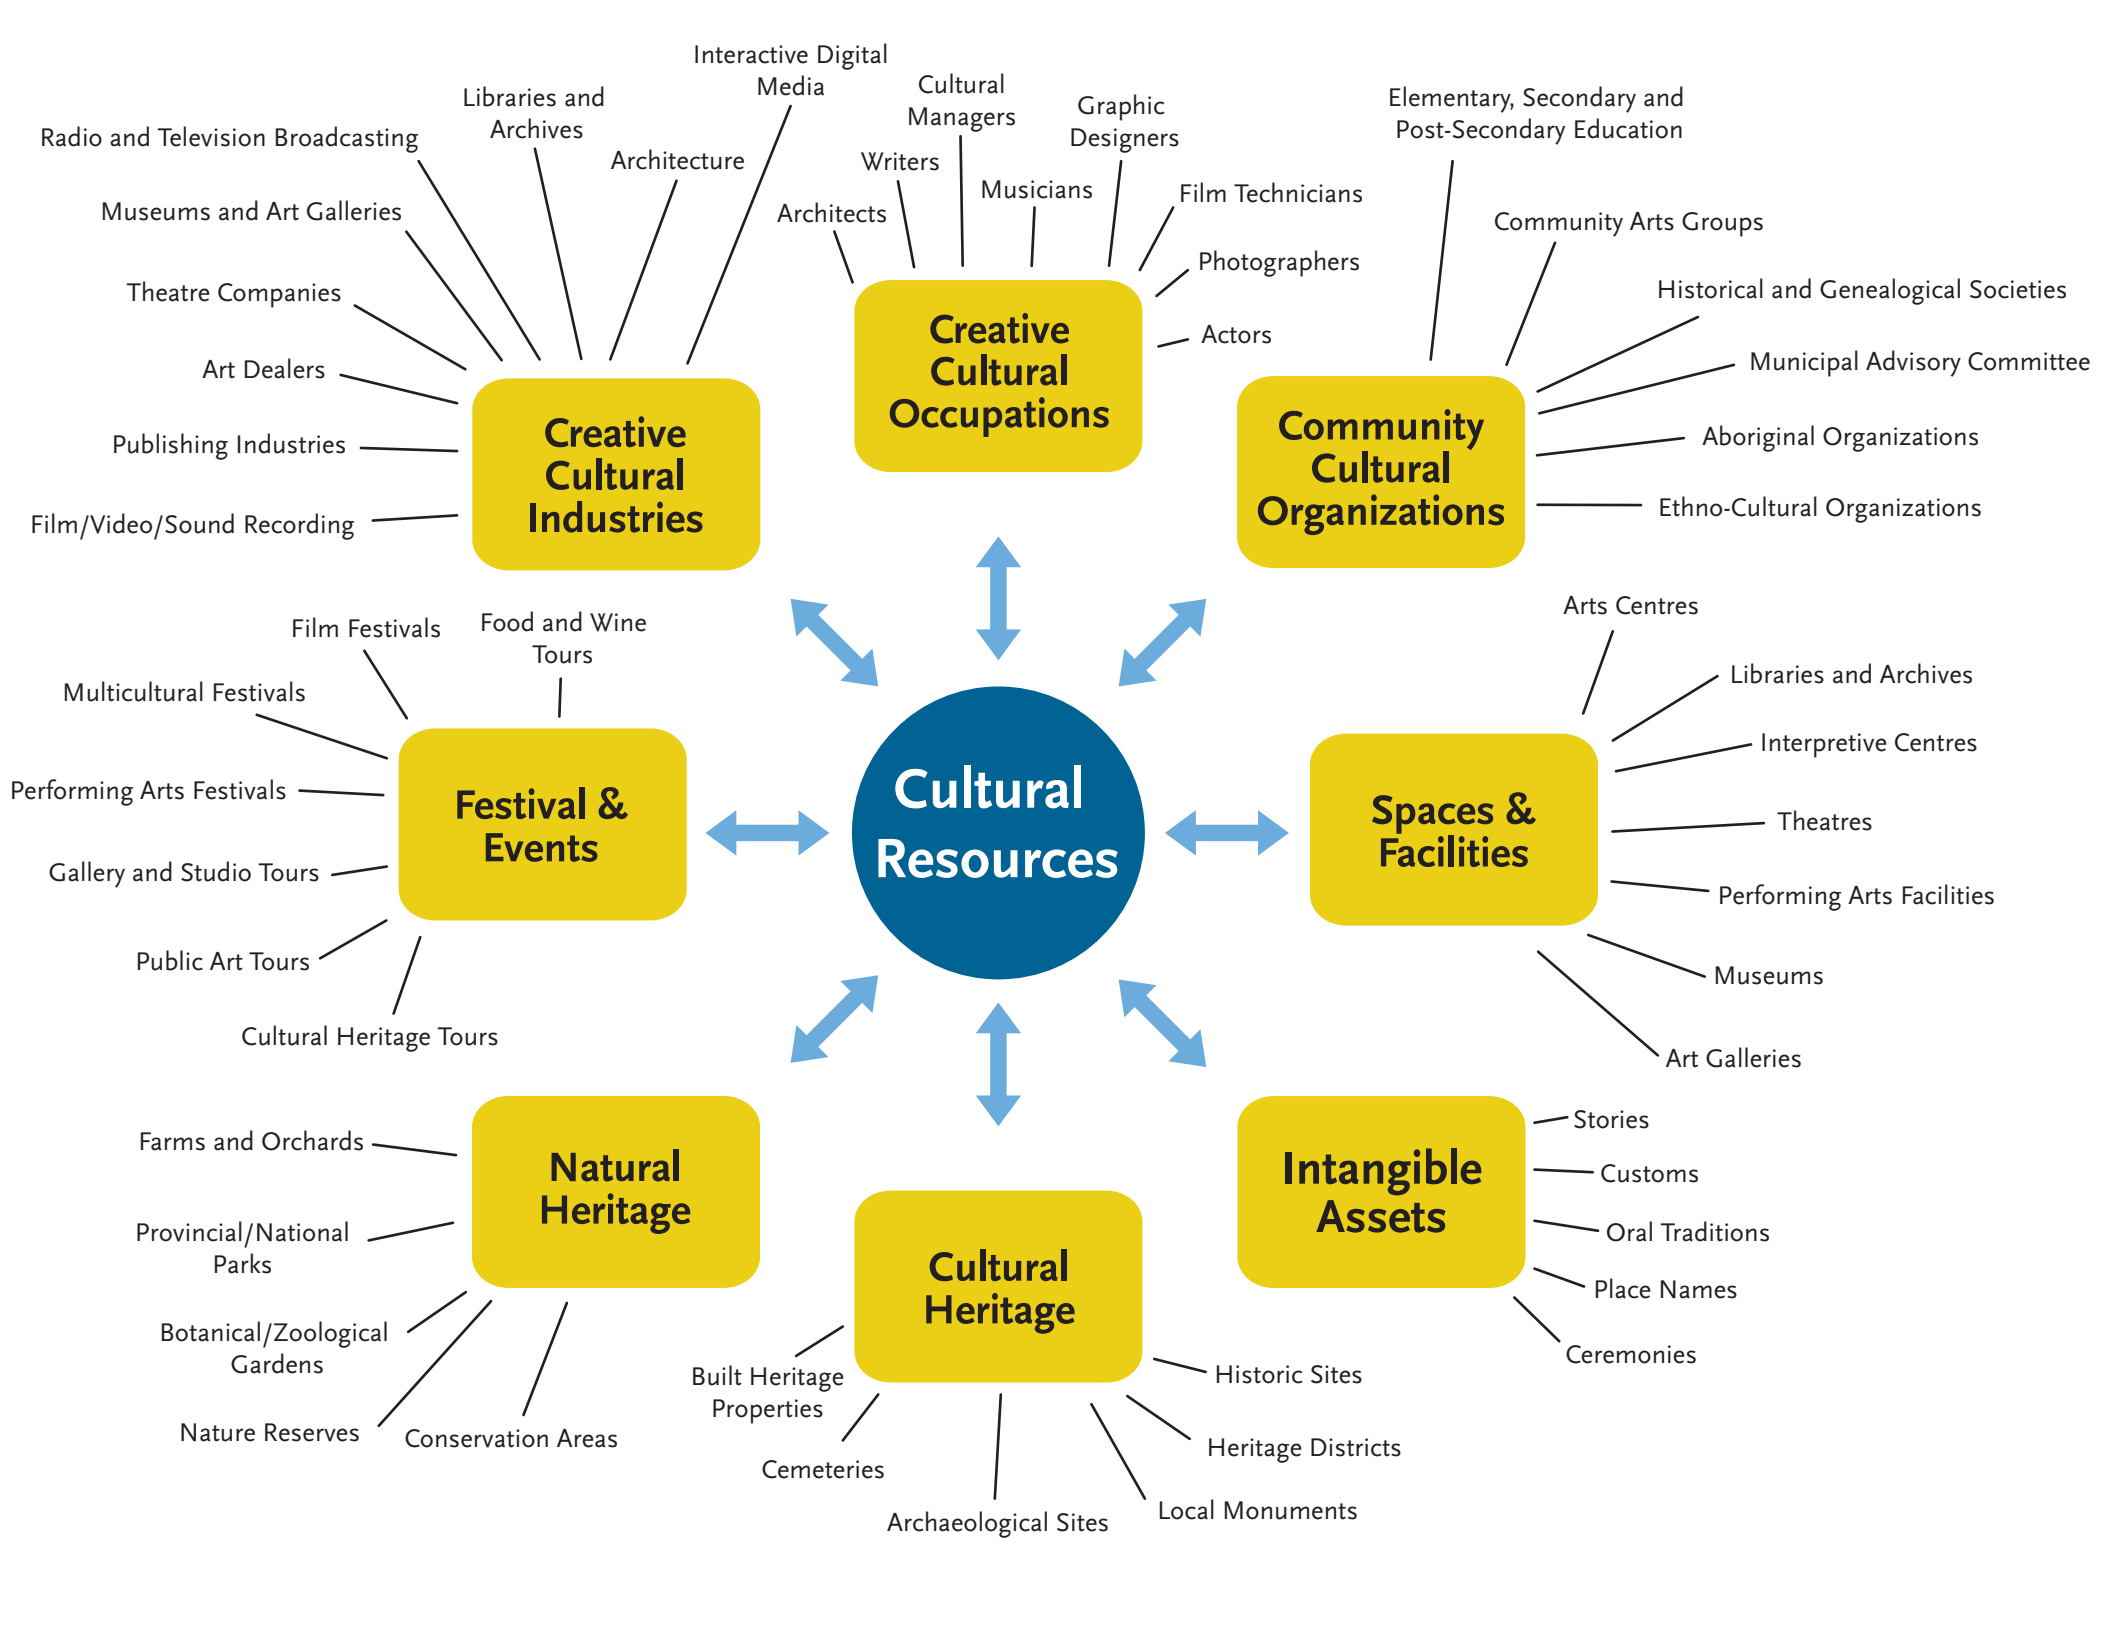 Interactive Digital
Media
Libraries and
Archives
Radio and Television Broadcasting
Architecture
Museums and Art Galleries
Theatre Companies
Art Dealers
Publishing Industries
Film/Video/Sound Recording
Creative
Cultural
Industries
Cultural
Managers
Graphic
Designers
Writers
Musicians
Film Technicians
Architects
Photographers
Actors
Creative
Cultural
Occupations
Elementary, Secondary and
Post-Secondary Education
Community Arts Groups
Historical and Genealogical Societies
Municipal Advisory Committee
Aboriginal Organizations
Ethno-Cultural Organizations
Community
Cultural
Organizations
Film Festivals
Food and Wine
Tours
Multicultural Festivals
Performing Arts Festivals
Gallery and Studio Tours
Public Art Tours
Cultural Heritage Tours
Festival &
Events
Cultural
Resources
Spaces &
Facilities
Arts Centres
Libraries and Archives
Interpretive Centres
Theatres
Performing Arts Facilities
Museums
Art Galleries
Farms and Orchards
Provincial/National
Parks
Botanical/Zoological
Gardens
Nature Reserves
Conservation Areas
Natural
Heritage
Cultural
Heritage
Built Heritage
Properties
Cemeteries
Archaeological Sites
Local Monuments
Heritage Districts
Historic Sites
Intangible
Assets
Stories
Customs
Oral Traditions
Place Names
Ceremonies